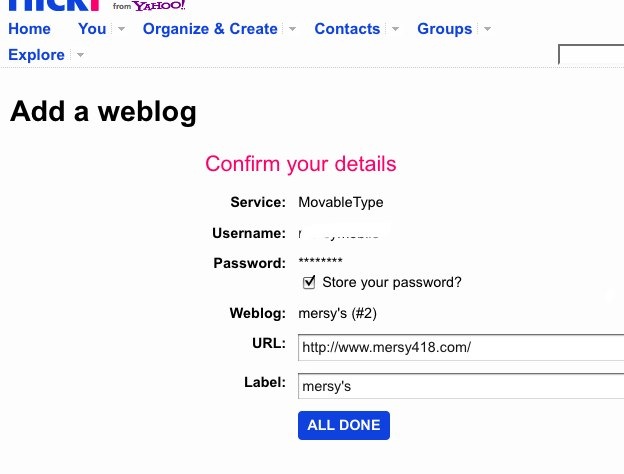 flickr from YAHOO!
Home You Organize & Create Contacts Groups
Explore
Add a weblog
Confirm your details
Service: MovableType
Username:
Password: ********
Store your password?
Weblog: mersy's (#2)
URL: http://www.mersy418.com/
Label: mersy's
ALL DONE